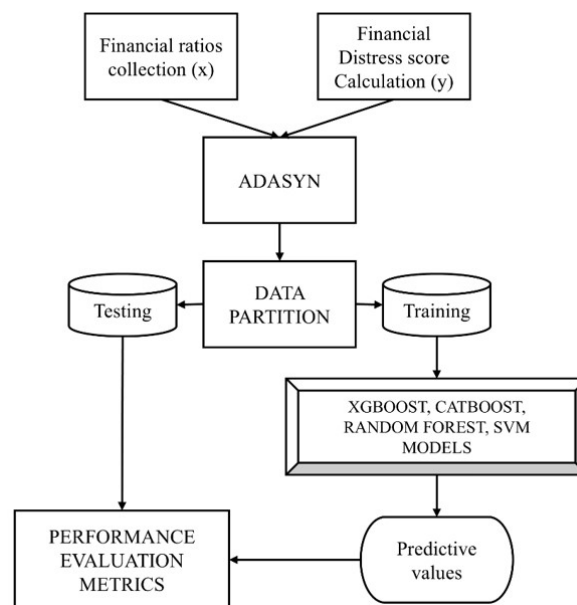 Financial ratios
collection (x)
Financial
Distress score
Calculation (y)
ADASYN
Testing
DATA
PARTITION
Training
XGBOOST, CATBOOST,
RANDOM FOREST, SVM
MODELS
PERFORMANCE
EVALUATION
METRICS
Predictive
values